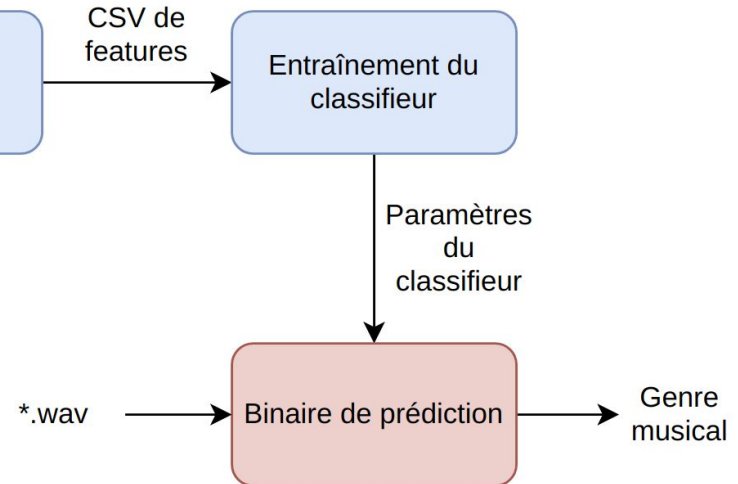 CSV de
features
Entraînement du
classifieur
Paramètres
du
classifieur
*.wav
Binaire de prédiction
Genre
musical